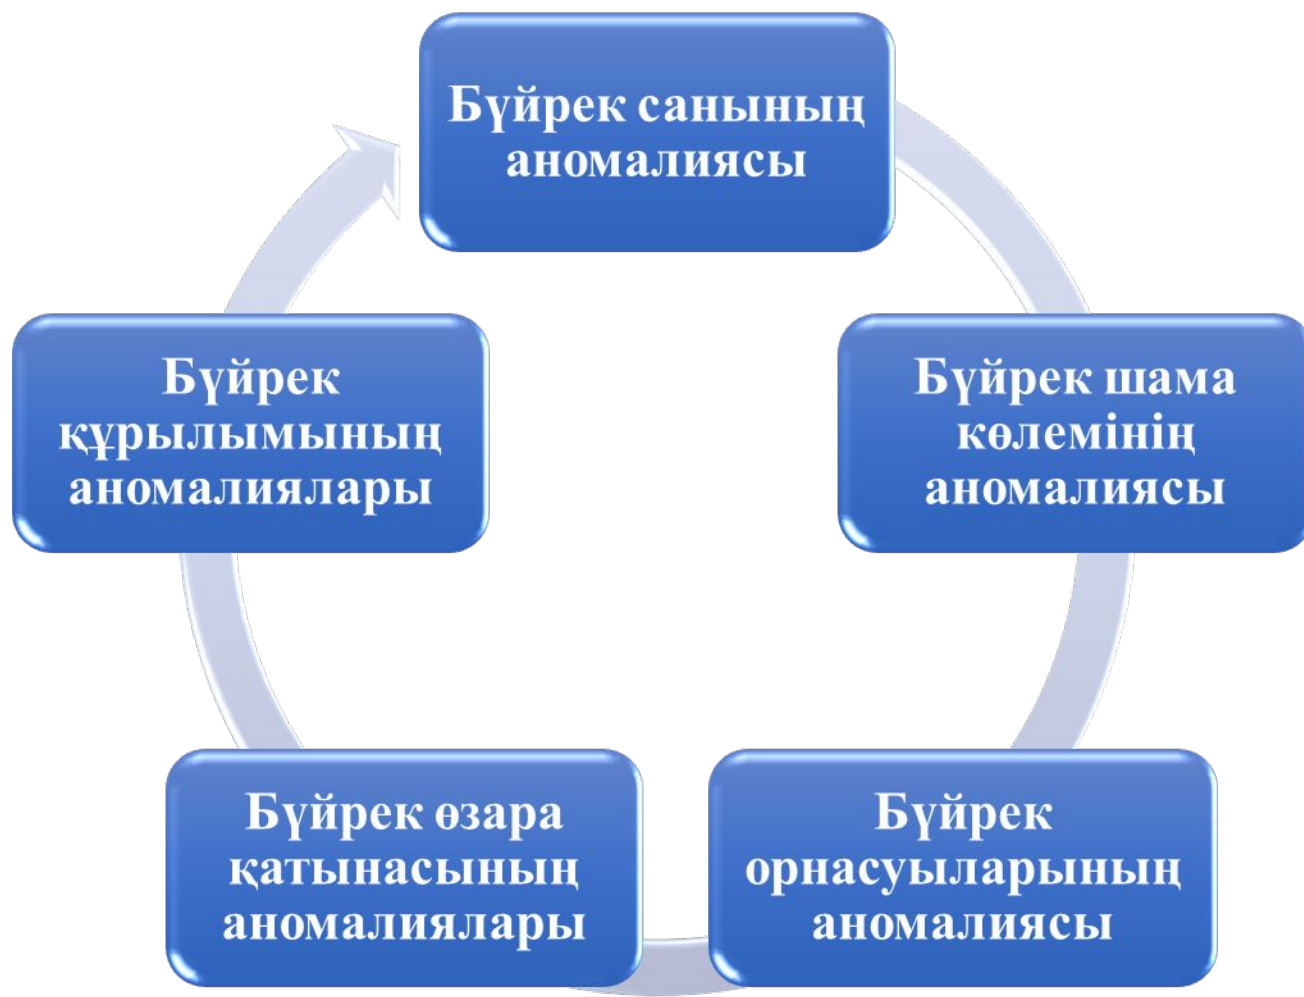 Бүйрек санының
аномалиясы
Бүйрек шама
көлемінің
аномалиясы
Бүйрек
орнасуыларының
аномалиясы
Бүйрек өзара
қатынасының
аномалиялары
Бүйрек
құрылымының
аномалиялары